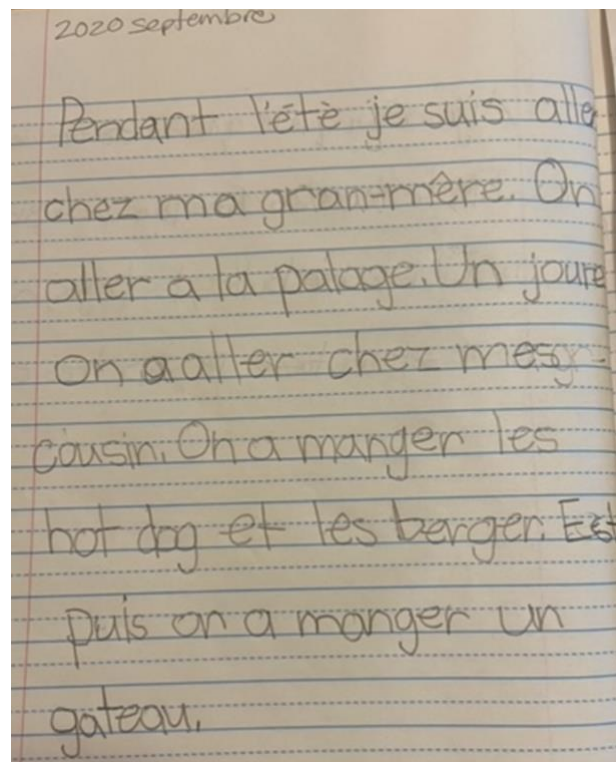 2020 septembre
Pendant l'étè je suis aller
chez ma gran-mère. On
aller a la palage. Un joure
on a aller chez mes
cousin. On a manger les
hot dog et les berger. Est
puis on a manger un
gateau.